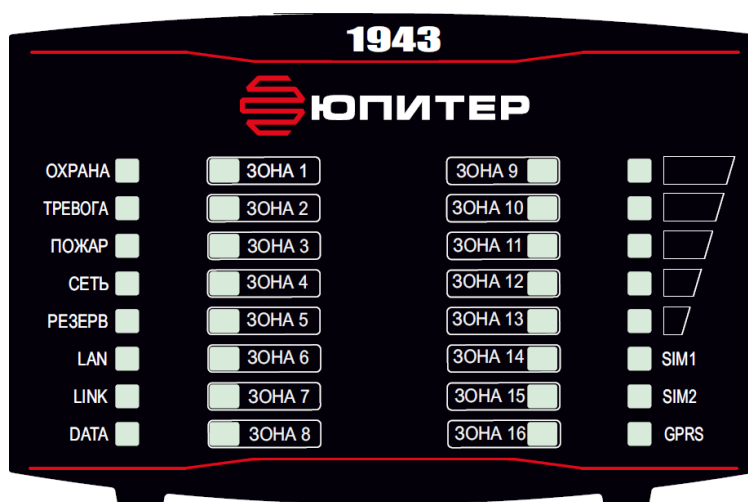 1943
ЮПИТЕР
ОХРАНА ЗОНА 1 ЗОНА 9
ТРЕВОГА ЗОНА 2 ЗОНА 10
ПОЖАР ЗОНА 3 ЗОНА 11
СЕТЬ ЗОНА 4 ЗОНА 12
РЕЗЕРВ ЗОНА 5 ЗОНА 13
LAN ЗОНА 6 ЗОНА 14 SIM1
LINK ЗОНА 7 ЗОНА 15 SIM2
DATA ЗОНА 8 ЗОНА 16 GPRS